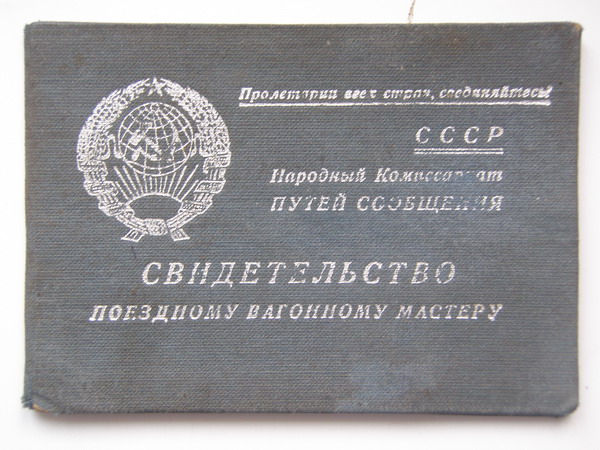 Пролетарии всех стран, соединяйтесь!
СССР
Народный Комиссариат
ПУТЕЙ СООБЩЕНИЯ
СВИДЕТЕЛЬСТВО
ПОЕЗДНОМУ ВАГОННОМУ МАСТЕРУ